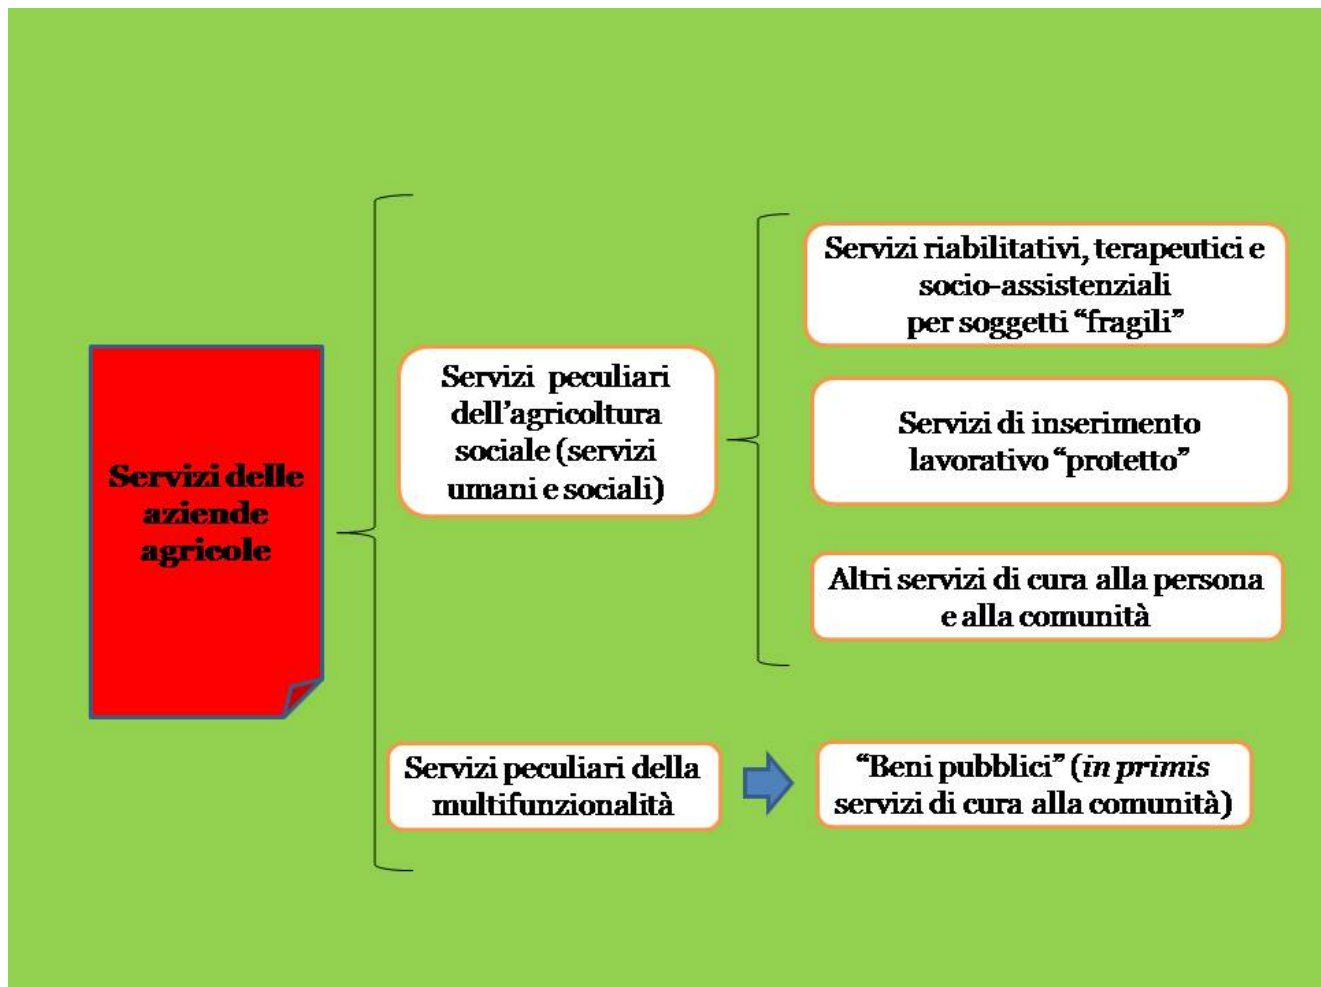 Servizi delle
aziende
agricole
Servizi peculiari
dell’agricoltura
sociale (servizi
umani e sociali)
Servizi riabilitativi, terapeutici e
socio-assistenziali
per soggetti “fragili”
Servizi di inserimento
lavorativo “protetto”
Altri servizi di cura alla persona
e alla comunità
Servizi peculiari della
multifunzionalità
“Beni pubblici” (in primis
servizi di cura alla comunità)